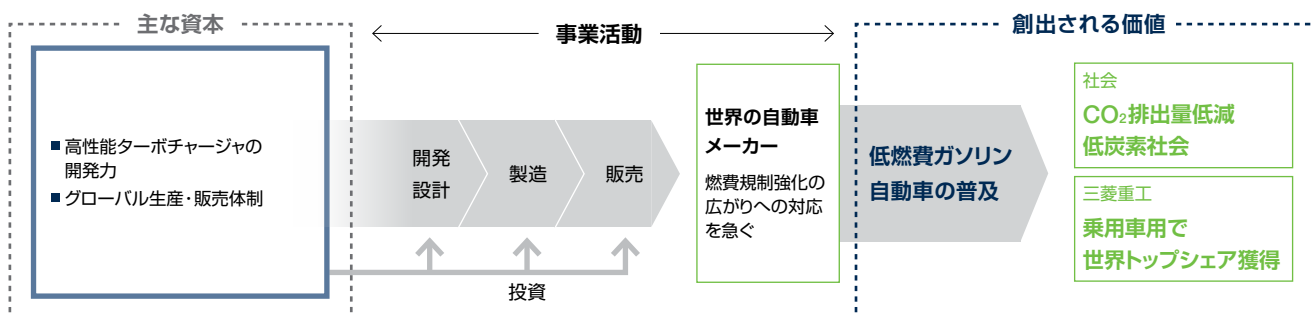 主な資本
事業活動
創出される価値
■高性能ターボチャージャの
開発力
■グローバル生産・販売体制
開発
設計
製造
販売
投資
世界の自動車
メーカー
燃費規制強化の
広がりへの対応
を急ぐ
低燃費ガソリン
自動車の普及
社会
CO₂排出量低減
低炭素社会
三菱重工
乗用車用で
世界トップシェア獲得